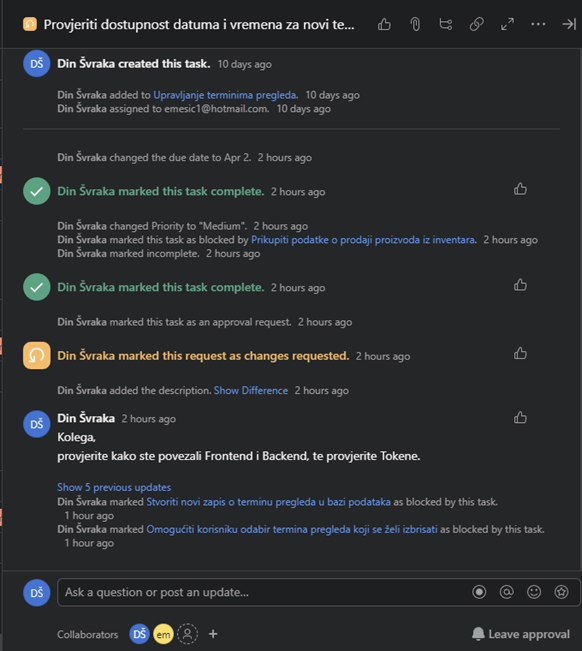 Provjeriti dostupnost datuma i vremena za novi te...
DŠ Din Švraka created this task. 10 days ago
Din Švraka added to Upravljanje terminima pregleda. 10 days ago
Din Švraka assigned to emesic1@hotmail.com. 10 days ago
Din Švraka changed the due date to Apr 2. 2 hours ago
Din Švraka marked this task complete. 2 hours ago
Din Švraka changed Priority to "Medium". 2 hours ago
Din Švraka marked this task as blocked by Prikupiti podatke o prodaji proizvoda iz inventara. 2 hours ago
Din Švraka marked incomplete. 2 hours ago
Din Švraka marked this task complete. 2 hours ago
Din Švraka marked this task as an approval request. 2 hours ago
Din Švraka marked this request as changes requested. 2 hours ago
Din Švraka added the description. Show Difference 2 hours ago
DŠ Din Švraka 2 hours ago
Kolega,
provjerite kako ste povezali Frontend i Backend, te provjerite Tokene.
Show 5 previous updates
Din Švraka marked Stvoriti novi zapis o terminu pregleda u bazi podataka as blocked by this task.
1 hour ago
Din Švraka marked Omogućiti korisniku odabir termina pregleda koji se želi izbrisati as blocked by this task.
1 hour ago
DŠ Ask a question or post an update...
Collaborators DŠ em + Leave approval